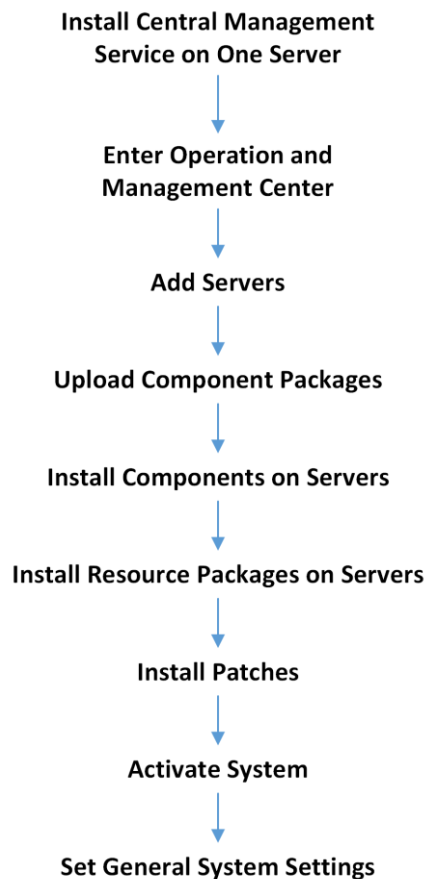 Install Central Management
Service on One Server
Enter Operation and
Management Center
Add Servers
Upload Component Packages
Install Components on Servers
Install Resource Packages on Servers
Install Patches
Activate System
Set General System Settings